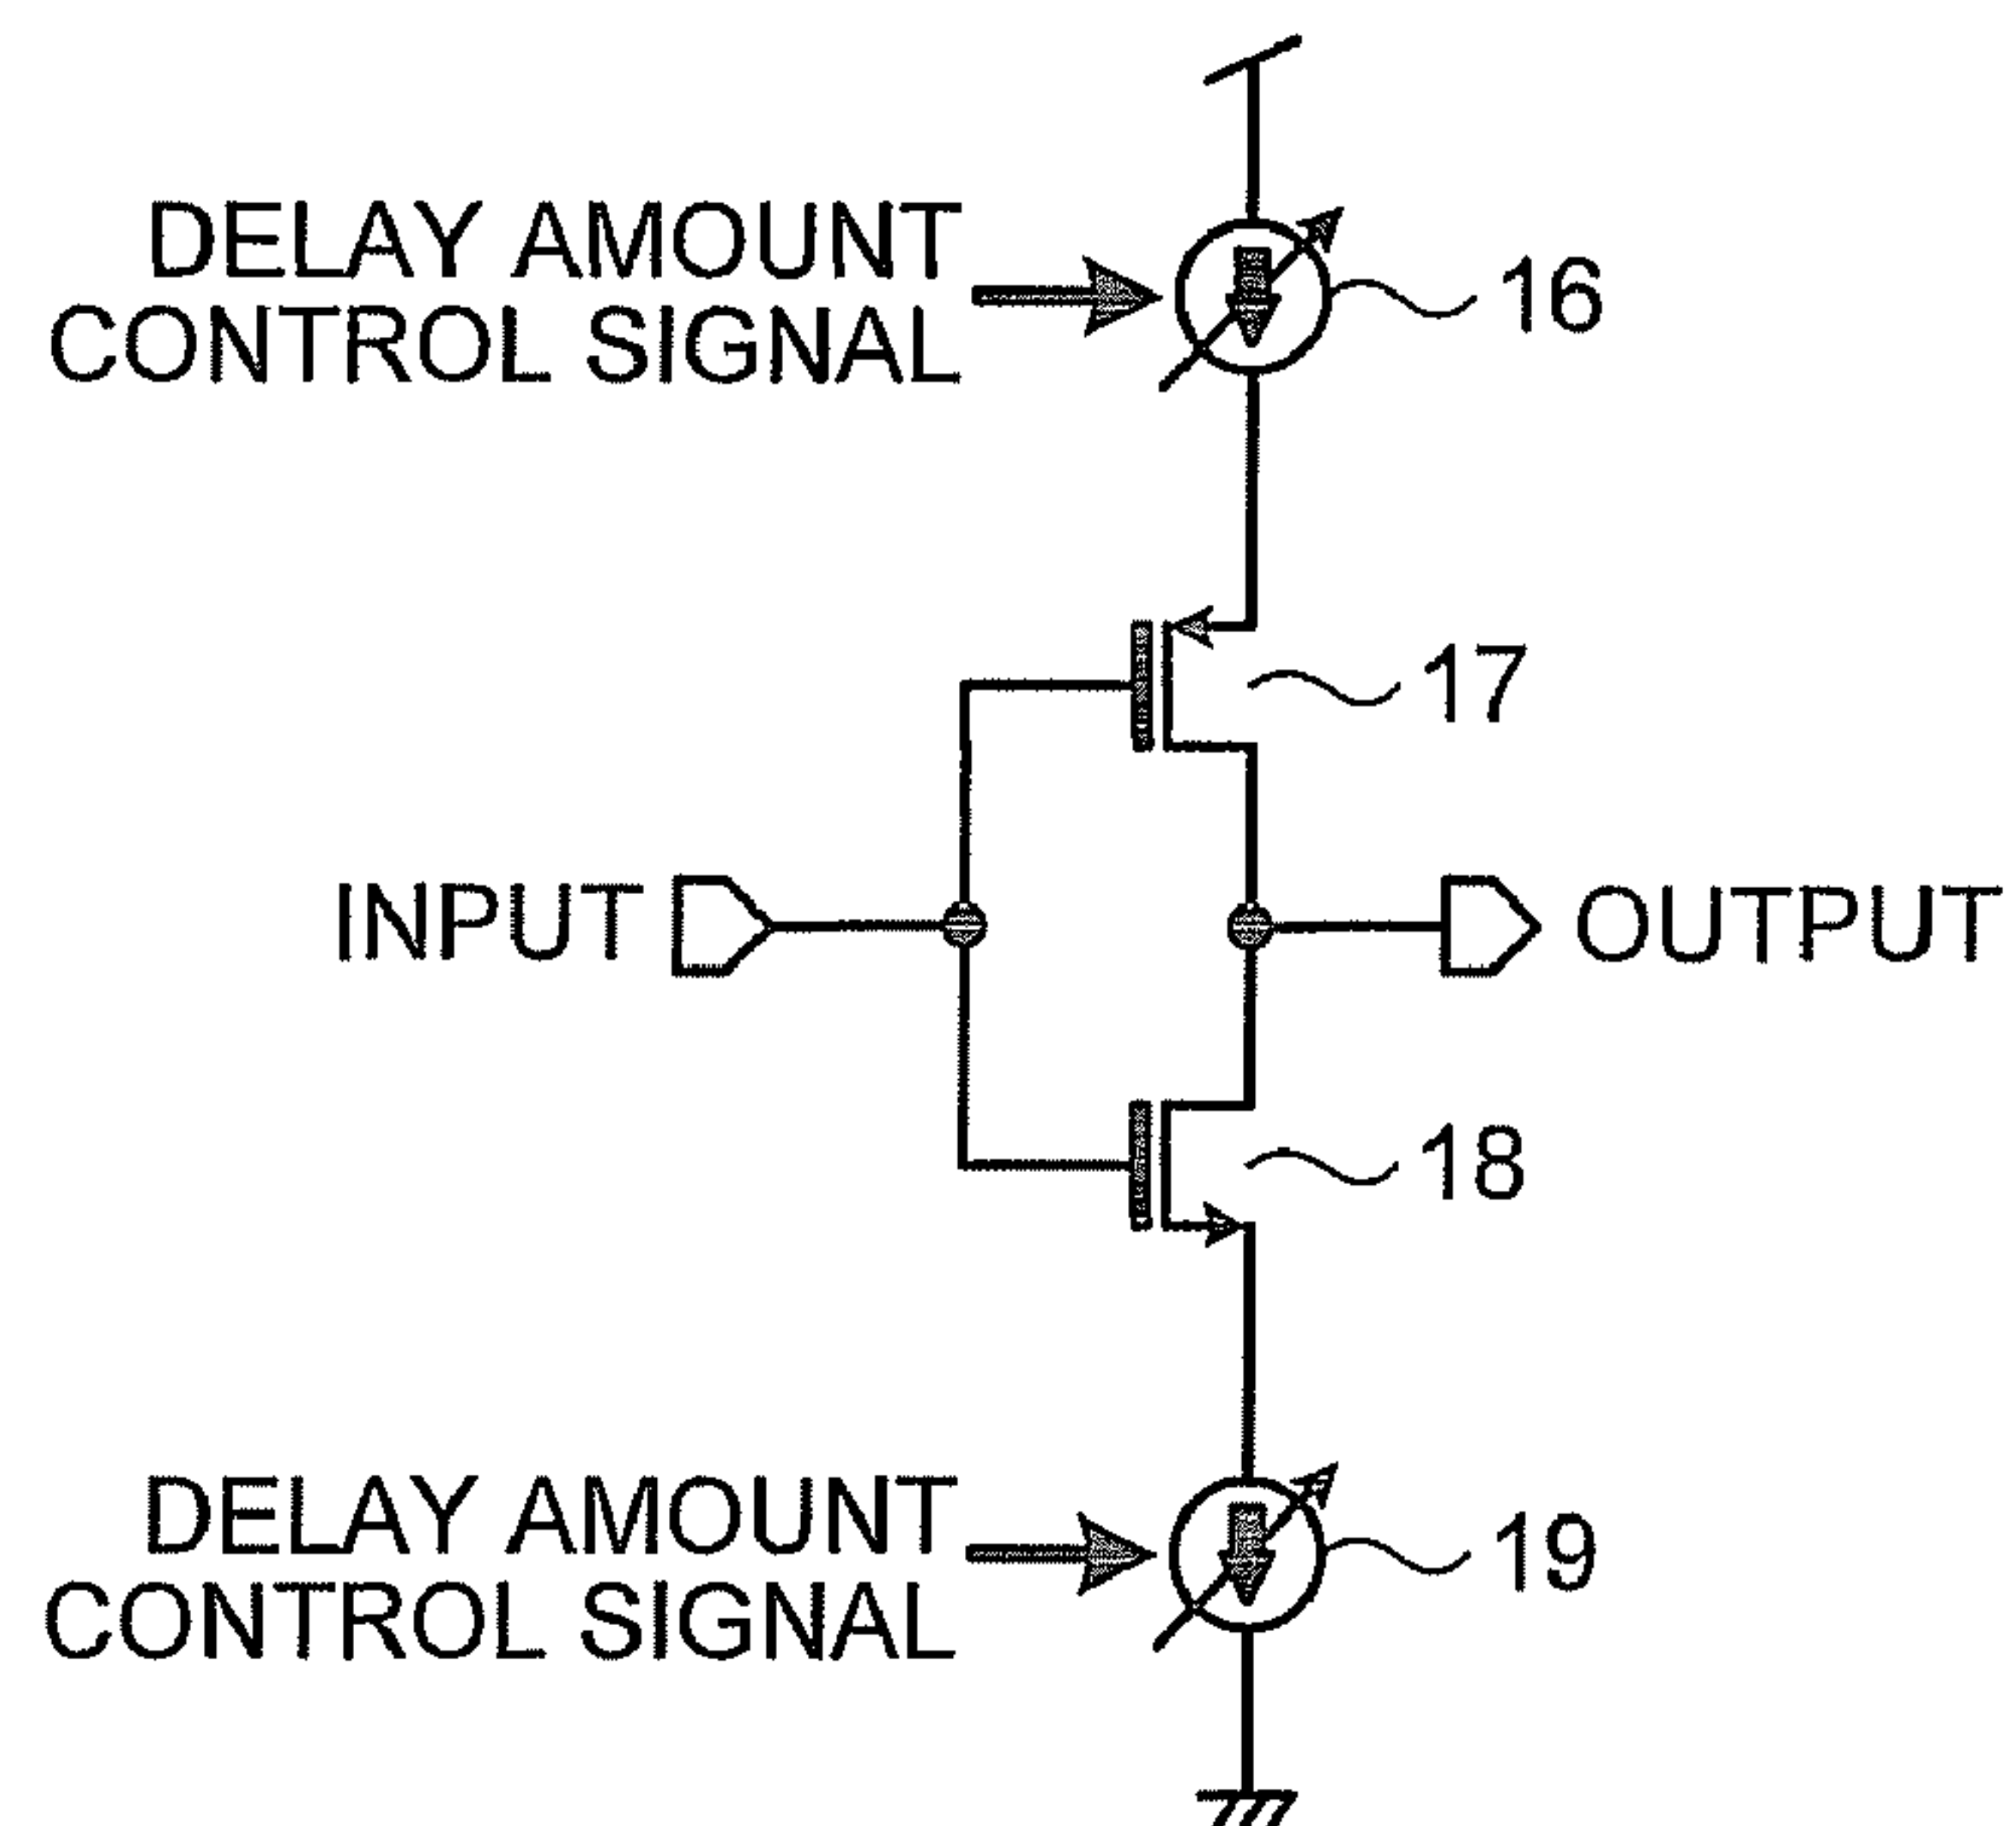 DELAY AMOUNT
CONTROL SIGNAL
16
17
INPUT
OUTPUT
18
DELAY AMOUNT
CONTROL SIGNAL
19